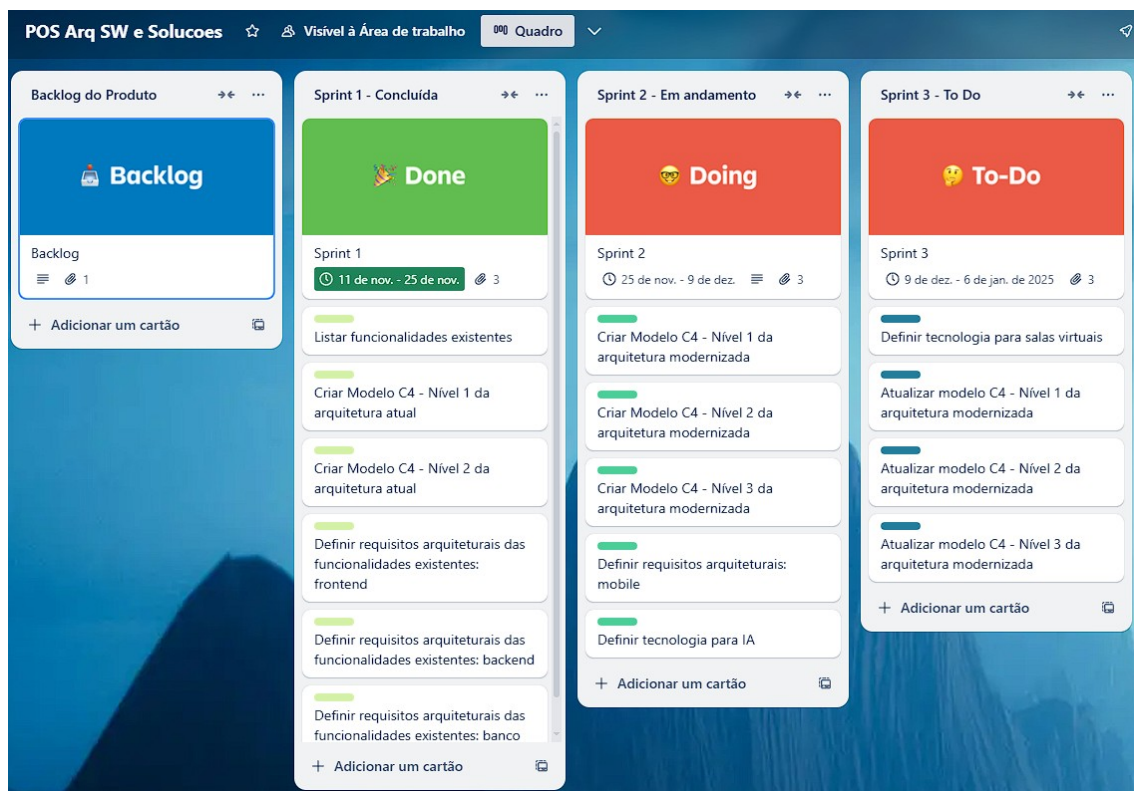 POS Arq SW e Solucoes
Visível à Área de trabalho
Quadro
Backlog do Produto
Backlog
Backlog
1
Adicionar um cartão
Sprint 1 - Concluída
Done
Sprint 1
11 de nov. - 25 de nov.
3
Listar funcionalidades existentes
Criar Modelo C4 - Nível 1 da
arquitetura atual
Criar Modelo C4 - Nível 2 da
arquitetura atual
Definir requisitos arquiteturais das
funcionalidades existentes:
frontend
Definir requisitos arquiteturais das
funcionalidades existentes: backend
Definir requisitos arquiteturais das
funcionalidades existentes: banco
Adicionar um cartão
Sprint 2 - Em andamento
Doing
Sprint 2
25 de nov. - 9 de dez.
3
Criar Modelo C4 - Nível 1 da
arquitetura modernizada
Criar Modelo C4 - Nível 2 da
arquitetura modernizada
Criar Modelo C4 - Nível 3 da
arquitetura modernizada
Definir requisitos arquiteturais:
mobile
Definir tecnologia para IA
Adicionar um cartão
Sprint 3 - To Do
To-Do
Sprint 3
9 de dez. - 6 de jan. de 2025
3
Definir tecnologia para salas virtuais
Atualizar modelo C4 - Nível 1 da
arquitetura modernizada
Atualizar modelo C4 - Nível 2 da
arquitetura modernizada
Atualizar modelo C4 - Nível 3 da
arquitetura modernizada
Adicionar um cartão